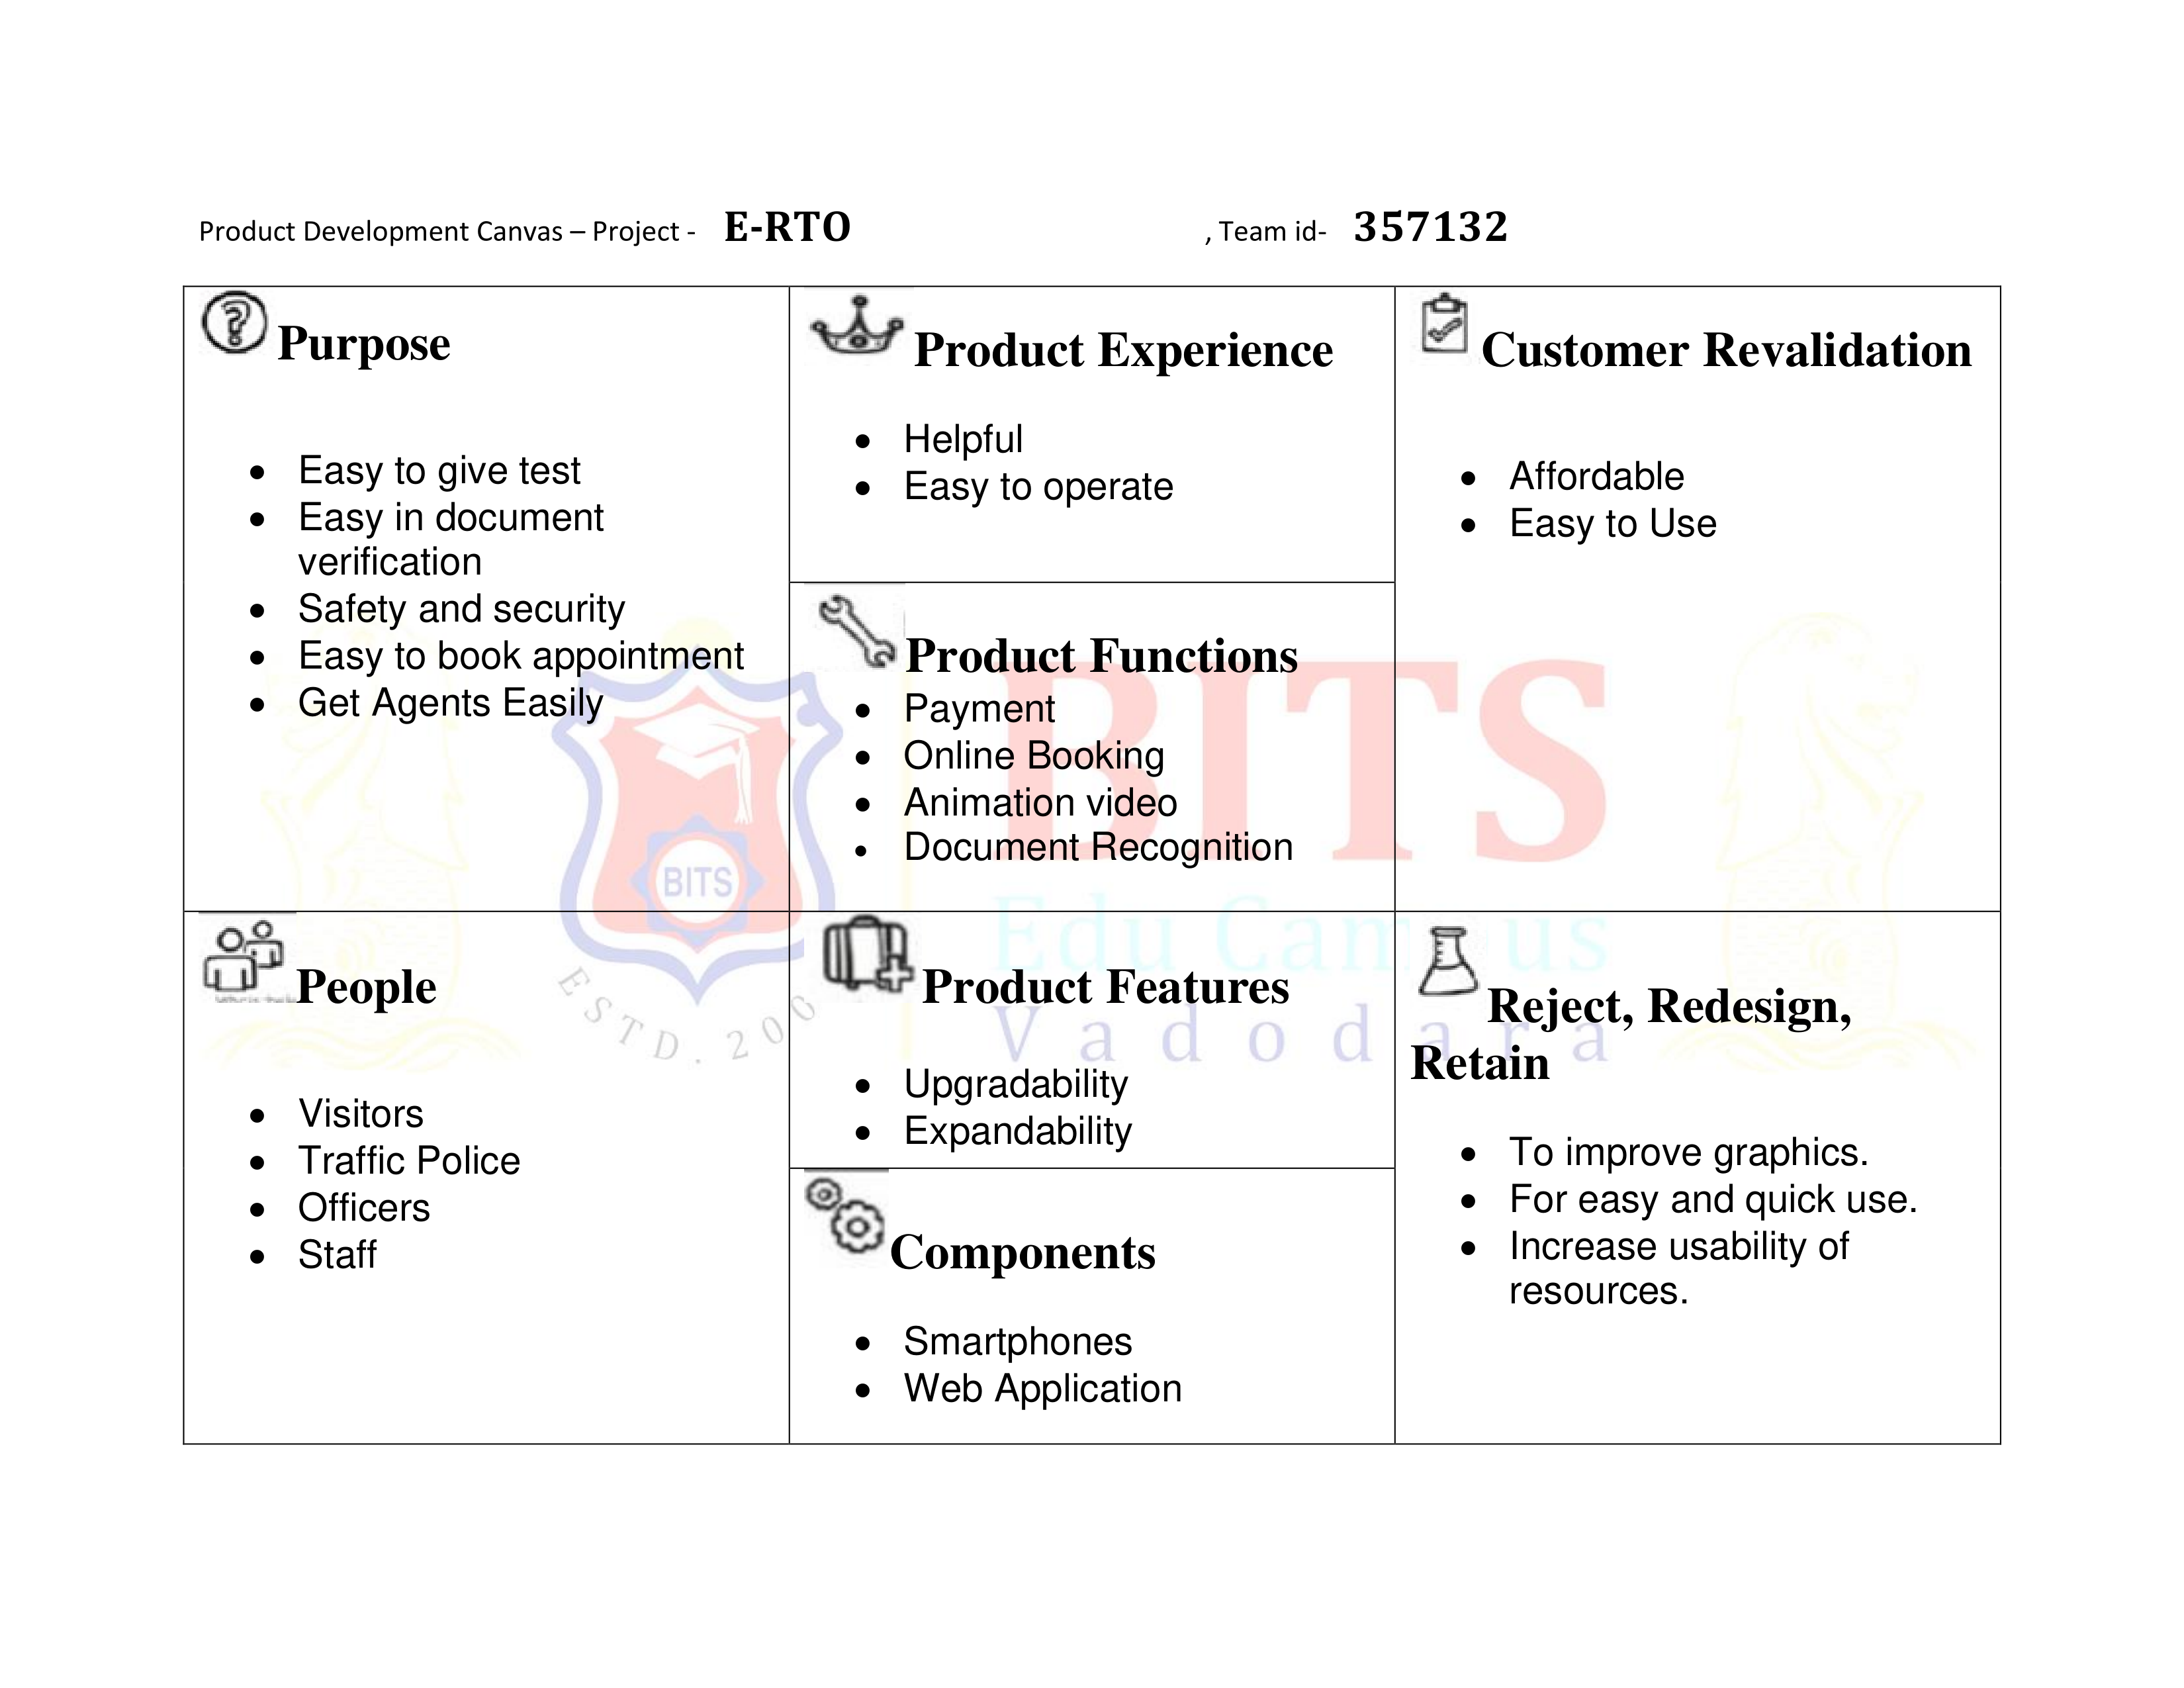 Product Development Canvas – Project - E-RTO , Team id- 357132
Purpose
• Easy to give test
• Easy in document
verification
• Safety and security
• Easy to book appointment
• Get Agents Easily
Product Experience
• Helpful
• Easy to operate
Product Functions
• Payment
• Online Booking
• Animation video
• Document Recognition
Customer Revalidation
• Affordable
• Easy to Use
People
• Visitors
• Traffic Police
• Officers
• Staff
Product Features
• Upgradability
• Expandability
Components
• Smartphones
• Web Application
Reject, Redesign,
Retain
• To improve graphics.
• For easy and quick use.
• Increase usability of
resources.
BITS
ESTD. 200
BITS
Edu Campus
Vadodara